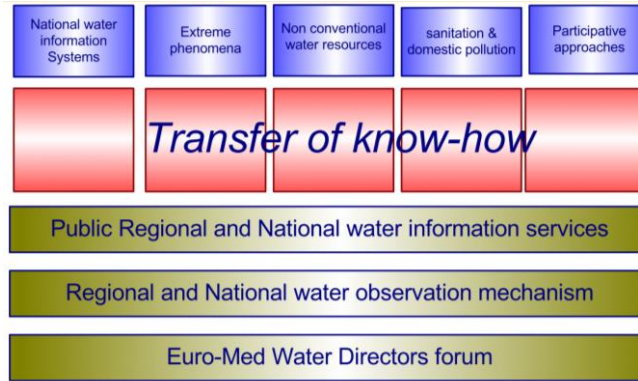 National water
information
Systems
Extreme
phenomena
Non conventional
water resources
sanitation &
domestic pollution
Participative
approaches
Transfer of know-how
Public Regional and National water information services
Regional and National water observation mechanism
Euro-Med Water Directors forum